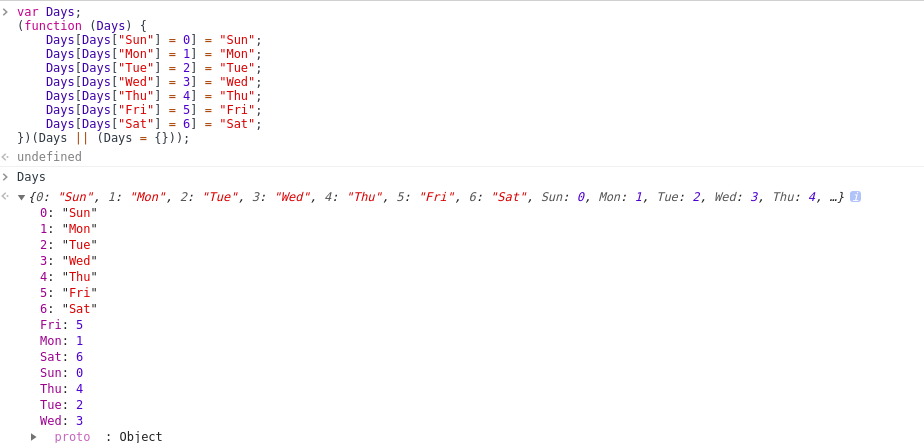 var Days;
(function (Days) {
    Days[Days["Sun"] = 0] = "Sun";
    Days[Days["Mon"] = 1] = "Mon";
    Days[Days["Tue"] = 2] = "Tue";
    Days[Days["Wed"] = 3] = "Wed";
    Days[Days["Thu"] = 4] = "Thu";
    Days[Days["Fri"] = 5] = "Fri";
    Days[Days["Sat"] = 6] = "Sat";
})(Days || (Days = {}));
undefined
Days
{0: "Sun", 1: "Mon", 2: "Tue", 3: "Wed", 4: "Thu", 5: "Fri", 6: "Sat", Sun: 0, Mon: 1, Tue: 2, Wed: 3, Thu: 4, …} i
0: "Sun"
1: "Mon"
2: "Tue"
3: "Wed"
4: "Thu"
5: "Fri"
6: "Sat"
Fri: 5
Mon: 1
Sat: 6
Sun: 0
Thu: 4
Tue: 2
Wed: 3
proto : Object